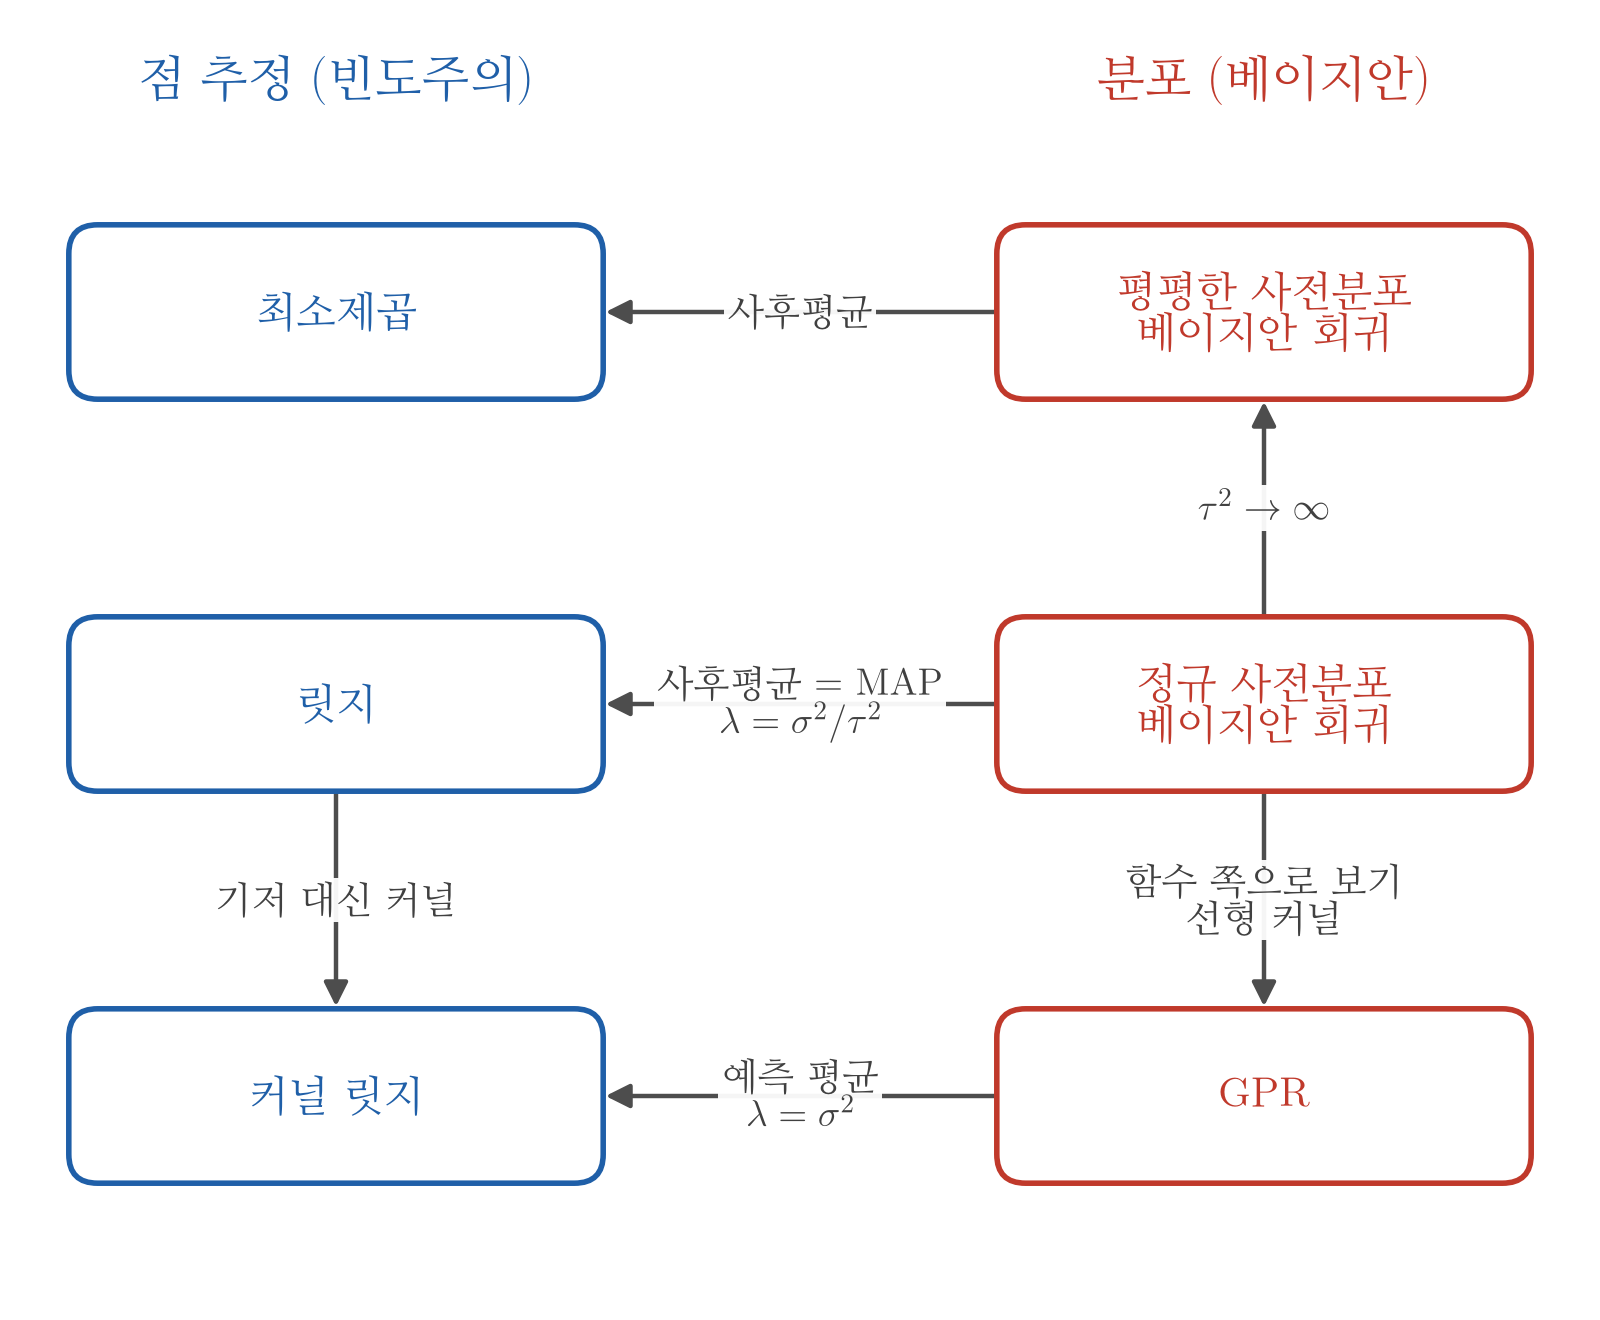 점 추정 (빈도주의)
분포 (베이지안)
최소제곱
사후평균
평평한 사전분포
베이지안 회귀
τ² → ∞
릿지
사후평균 = MAP
λ = σ²/τ²
정규 사전분포
베이지안 회귀
기저 대신 커널
함수 쪽으로 보기
선형 커널
커널 릿지
예측 평균
λ = σ²
GPR